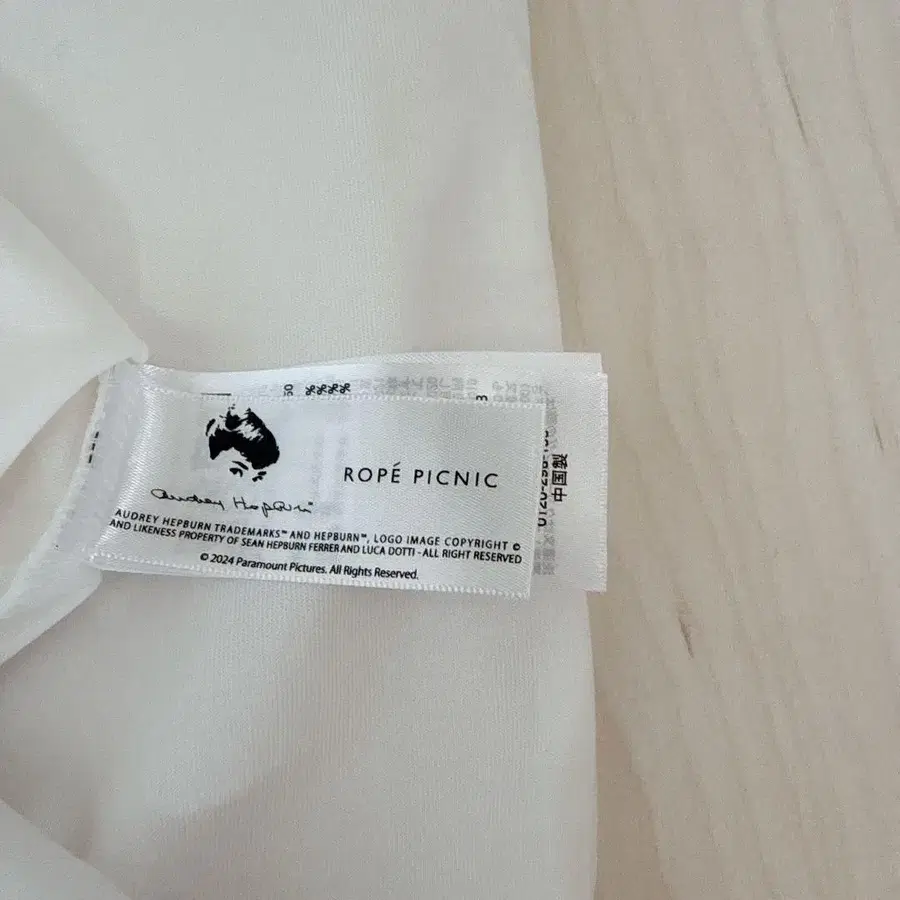 Audrey Hepburn
ROPÉ PICNIC
AUDREY HEPBURN TRADEMARKS™ AND HEPBURN™, LOGO IMAGE COPYRIGHT ©
AND LIKENESS PROPERTY OF SEAN HEPBURN FERRER AND LUCA DOTTI - ALL RIGHT RESERVED
© 2024 Paramount Pictures. All Rights Reserved.
中国製